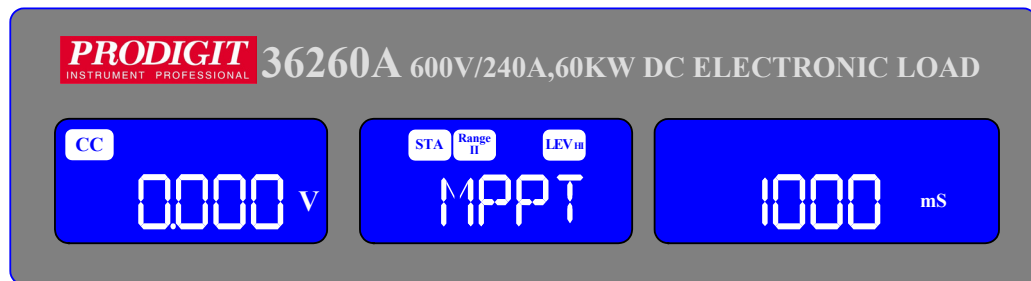 PRODIGIT
INSTRUMENT PROFESSIONAL
36260A 600V/240A,60KW DC ELECTRONIC LOAD
CC
0.000 V
STA Range II LEV HI
MPPT
1000 mS